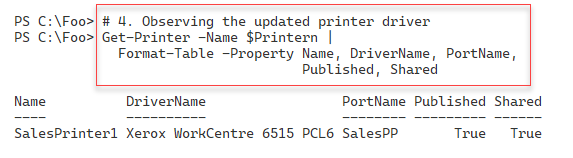 PS C:\Foo> # 4. Observing the updated printer driver
PS C:\Foo> Get-Printer -Name $Printern |
Format-Table -Property Name, DriverName, PortName,
Published, Shared
Name DriverName PortName Published Shared
---- ---------- -------- --------- ------
SalesPrinter1 Xerox WorkCentre 6515 PCL6 SalesPP True True